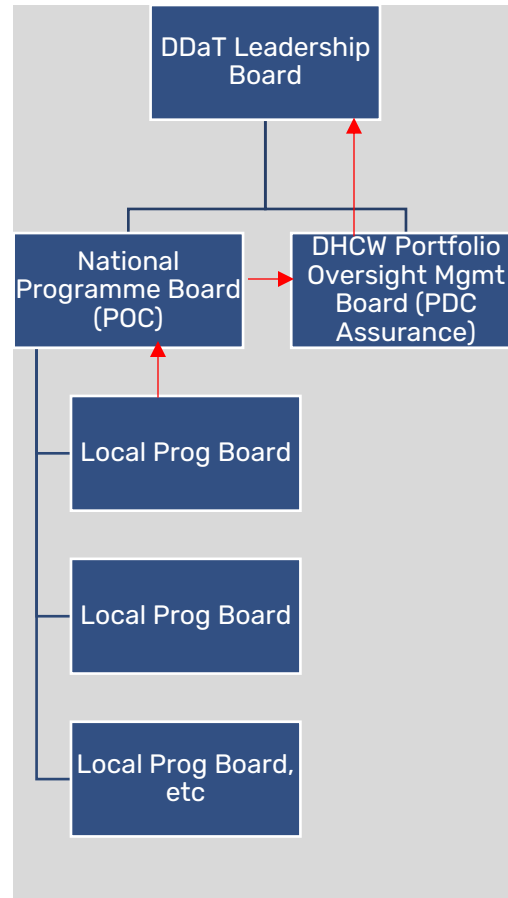 DDaT Leadership
Board
National
Programme Board
(POC)
DHCW Portfolio
Oversight Mgmt
Board (PDC
Assurance)
Local Prog Board
Local Prog Board
Local Prog Board,
etc